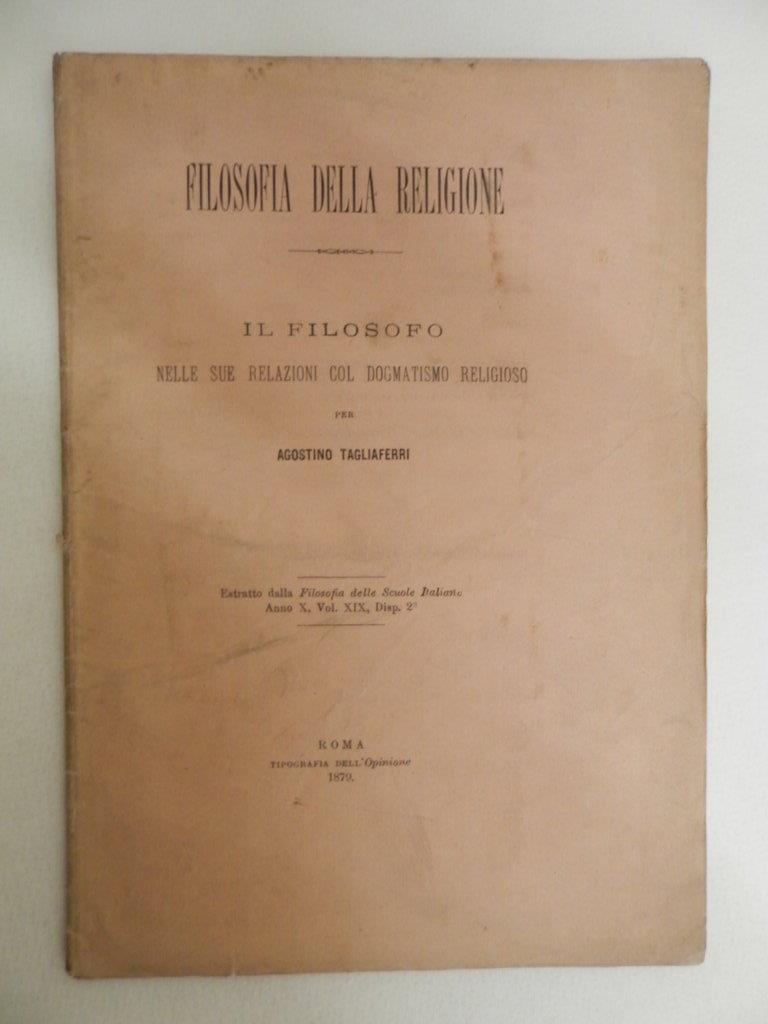 FILOSOFIA DELLA RELIGIONE
IL FILOSOFO
NELLE SUE RELAZIONI COL DOGMATISMO RELIGIOSO
PER
AGOSTINO TAGLIAFERRI
Estratto dalla Filosofia delle Scuole Italiane
Anno X, Vol. XIX, Disp. 2ª
ROMA
TIPOGRAFIA DELL'Opinione
1879.